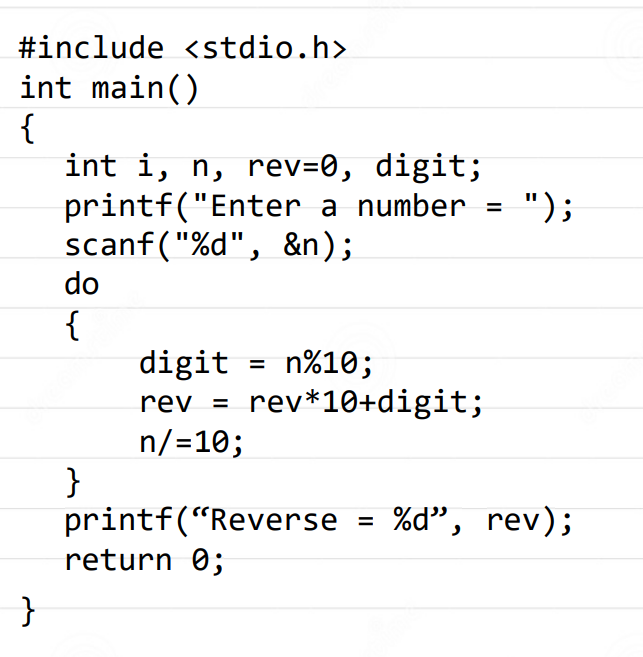 #include <stdio.h>
int main()
{
int i, n, rev=0, digit;
printf("Enter a number = ");
scanf("%d", &n);
do
{
digit = n%10;
rev = rev*10+digit;
n/=10;
}
printf(“Reverse = %d”, rev);
return 0;
}